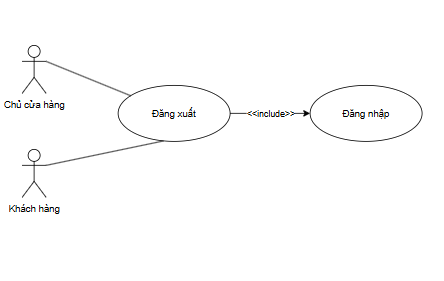 Chủ cửa hàng
Đăng xuất
<<include>>
Đăng nhập
Khách hàng